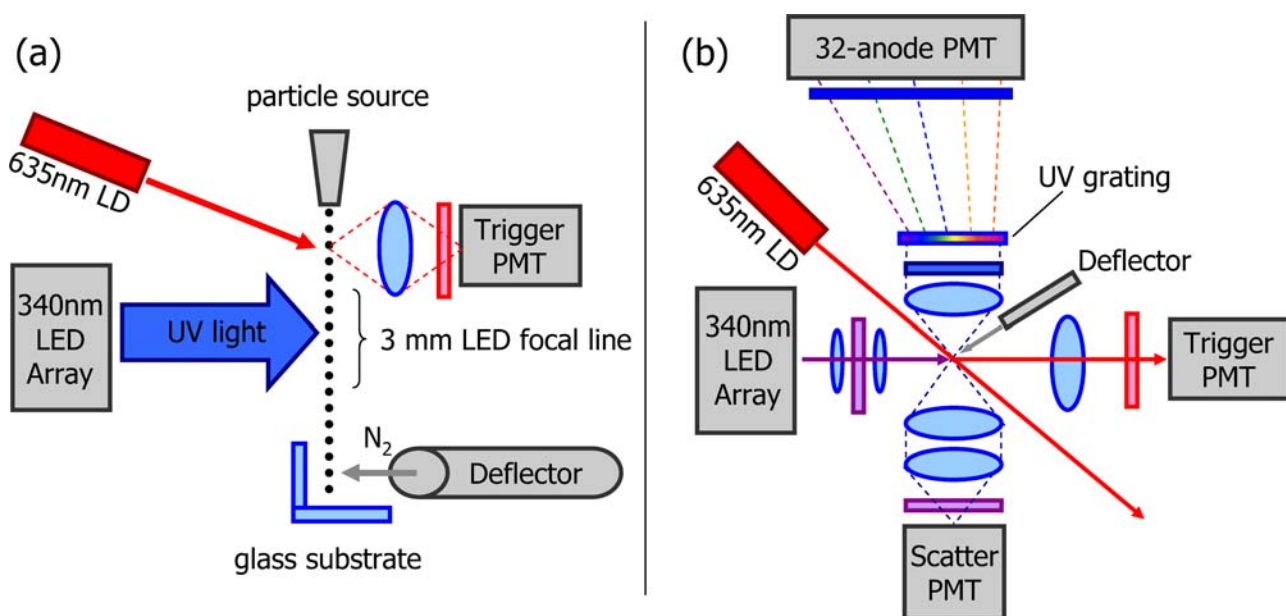 (a)
particle source
635nm LD
Trigger
PMT
340nm
LED
Array
UV light
3 mm LED focal line
N2
Deflector
glass substrate
(b)
32-anode PMT
UV grating
635nm LD
Deflector
340nm
LED
Array
Trigger
PMT
Scatter
PMT